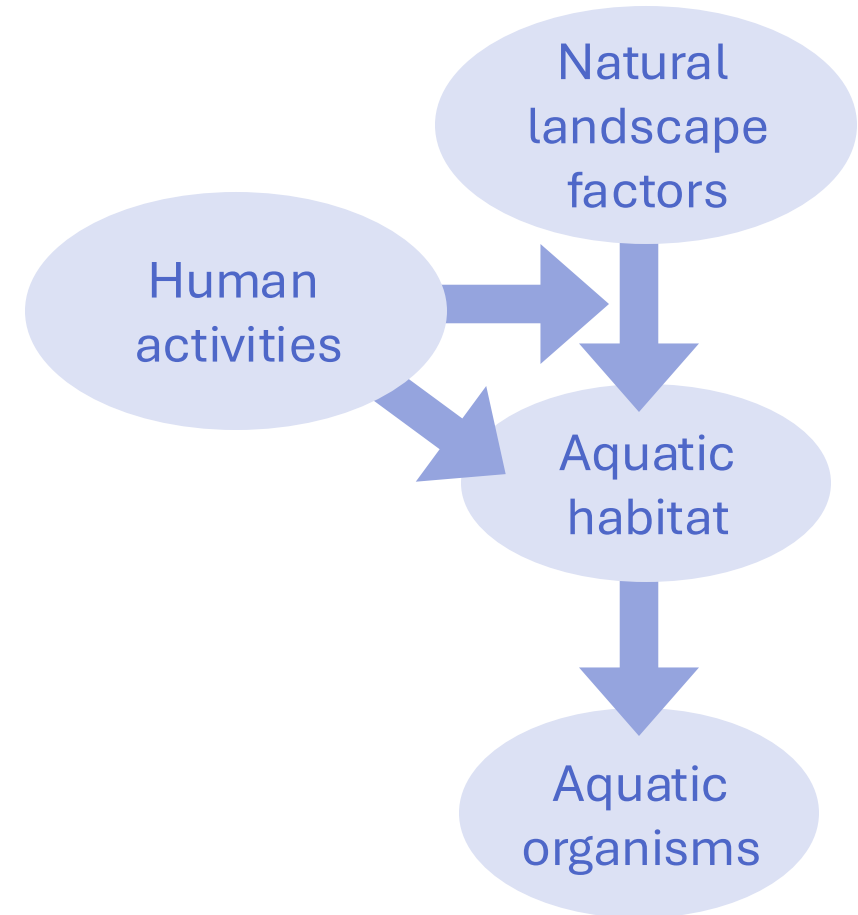 Natural
landscape
factors
Human
activities
Aquatic
habitat
Aquatic
organisms